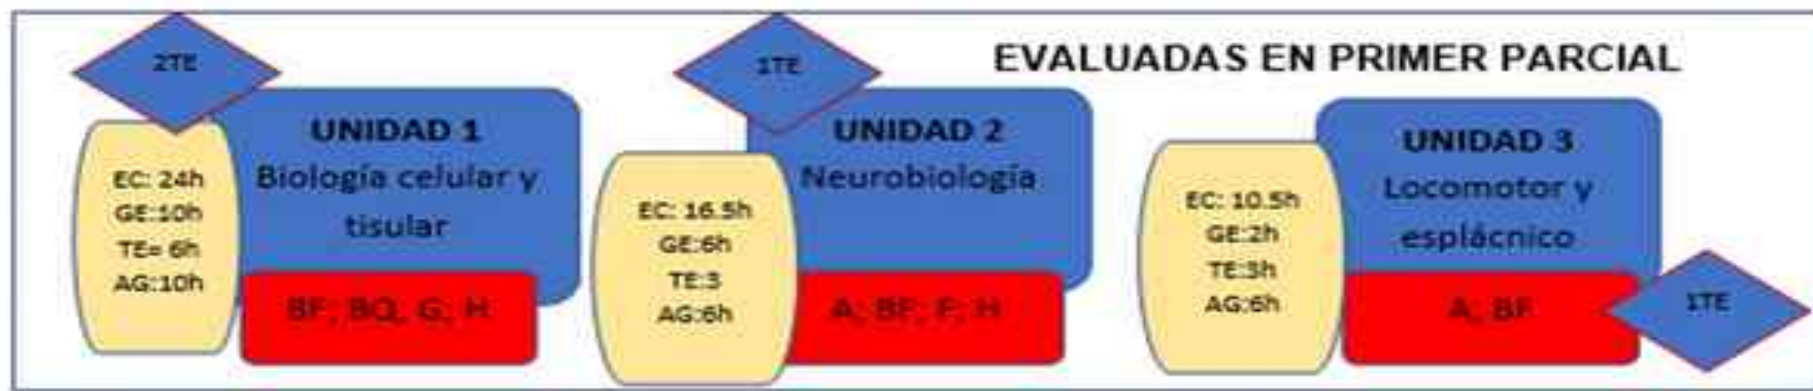 EVALUADAS EN PRIMER PARCIAL
2TE
UNIDAD 1
Biología celular y
tisular
EC: 24h
GE:10h
TE= 6h
AG:10h
BF; BQ, G; H
1TE
UNIDAD 2
Neurobiología
EC: 16.5h
GE:6h
TE:3
AG:6h
A; BF; F; H
UNIDAD 3
Locomotor y
esplácnico
EC: 10.5h
GE:2h
TE:3h
AG:6h
A; BF
1TE